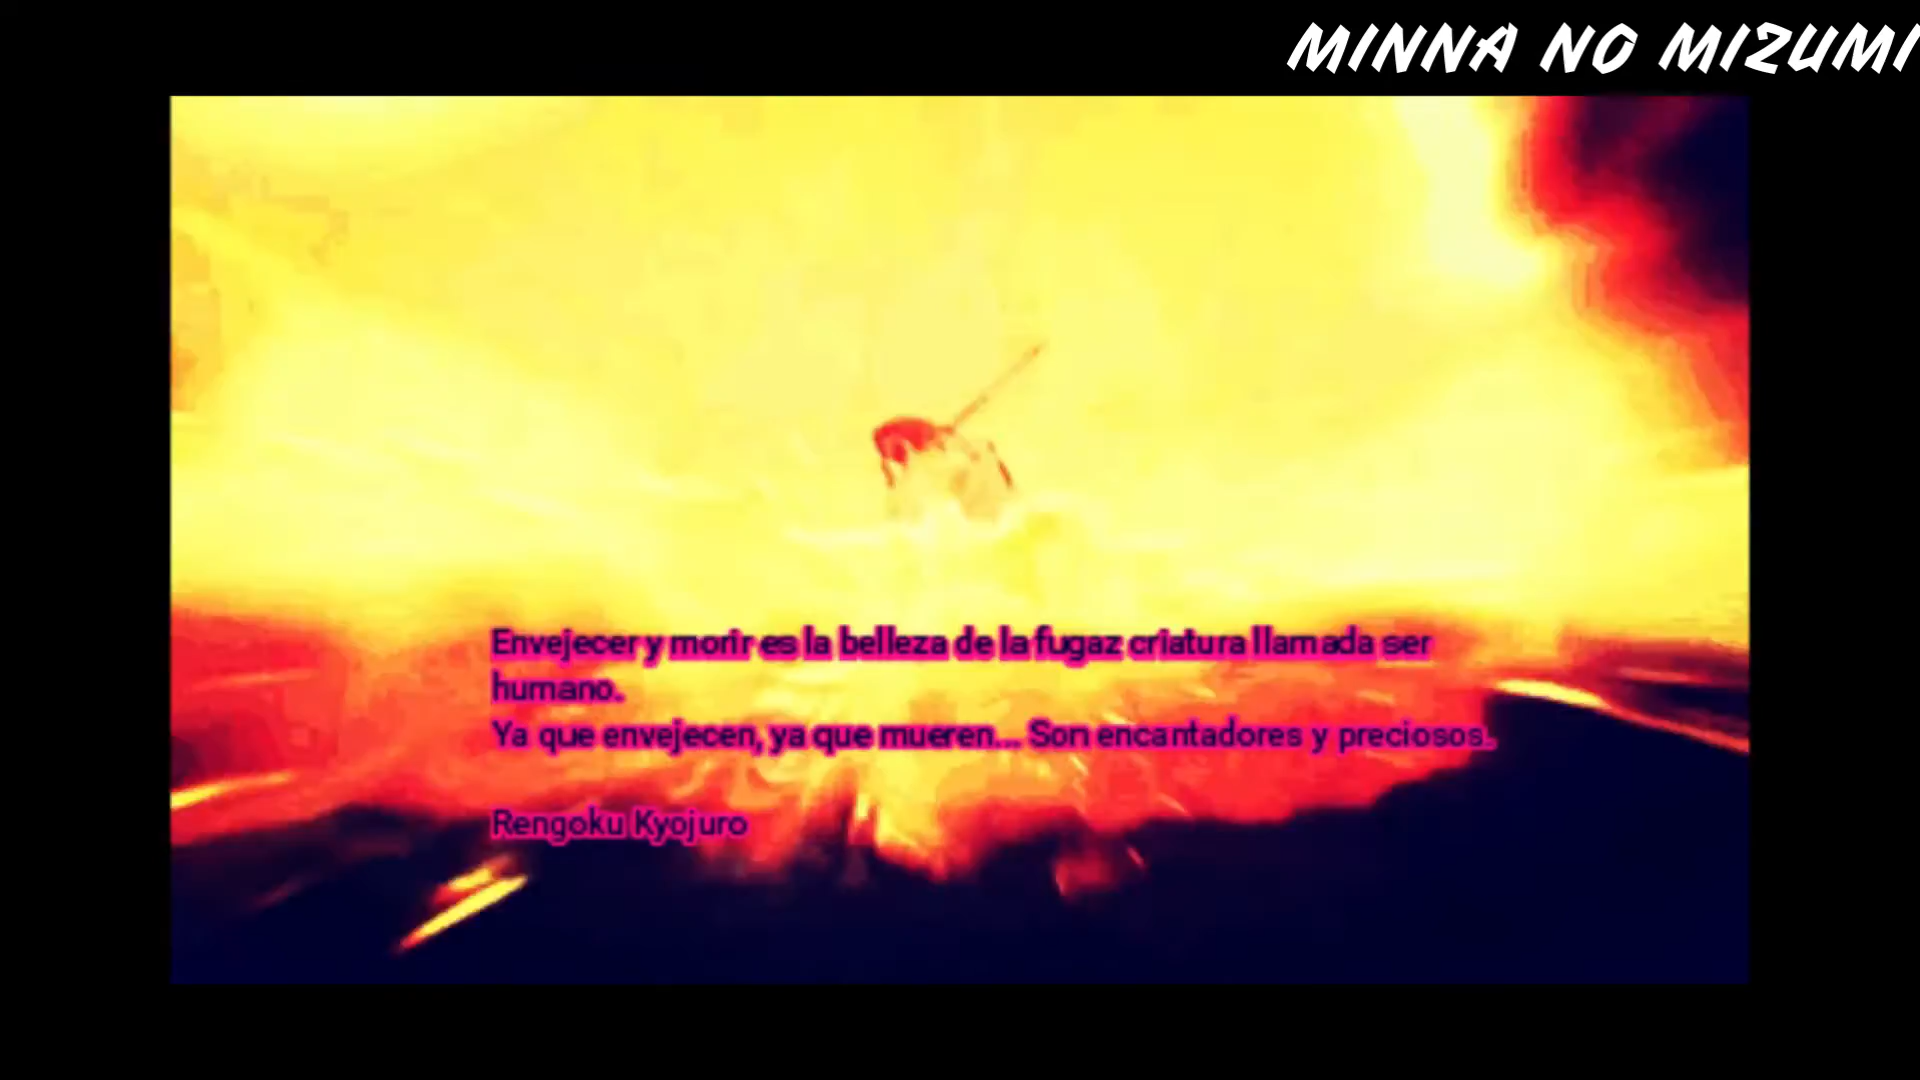 MINNA NO MIZUMI
Envejecer y morir es la belleza de la fugaz criatura llamada ser
humano.
Ya que envejecen, ya que mueren... Son encantadores y preciosos.
Rengoku Kyojuro